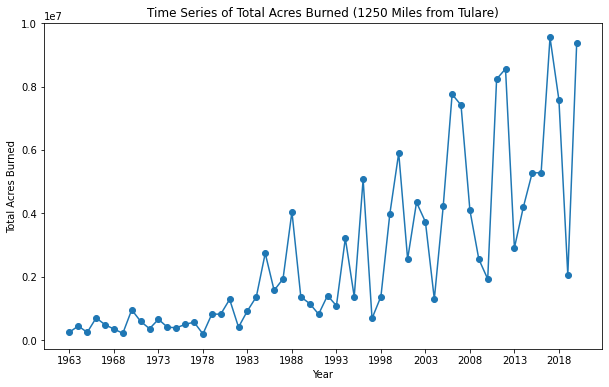 Time Series of Total Acres Burned (1250 Miles from Tulare)
1e7
1.0
0.8
0.6
0.4
0.2
0.0
Total Acres Burned
1963 1968 1973 1978 1983 1988 1993 1998 2003 2008 2013 2018
Year